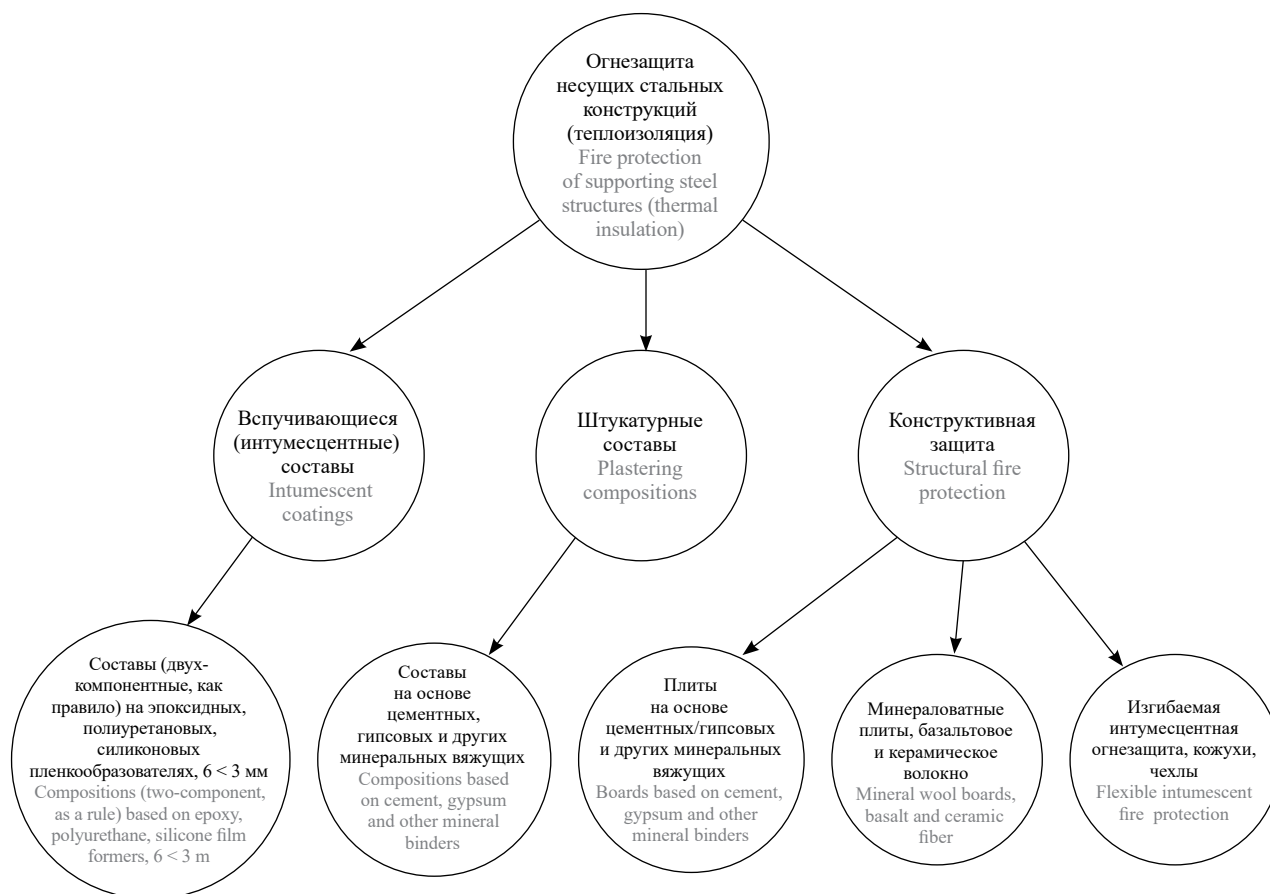 Огнезащита
несущих стальных
конструкций
(теплоизоляция)
Fire protection
of supporting steel
structures (thermal
insulation)
Вспучивающиеся
(интумесцентные)
составы
Intumescent
coatings
Штукатурные
составы
Plastering
compositions
Конструктивная
защита
Structural fire
protection
Составы (двух-
компонентные, как
правило) на эпоксидных,
полиуретановых,
силиконовых
пленкообразователях, 6 < 3 мм
Compositions (two-component,
as a rule) based on epoxy,
polyurethane, silicone film
formers, 6 < 3 m
Составы
на основе
цементных,
гипсовых и других
минеральных вяжущих
Compositions based
on cement, gypsum
and other mineral
binders
Плиты
на основе
цементных/гипсовых
и других минеральных
вяжущих
Boards based on cement,
gypsum and other
mineral binders
Минераловатные
плиты, базальтовое
и керамическое
волокно
Mineral wool boards,
basalt and ceramic
fiber
Изгибаемая
интумесцентная
огнезащита, кожухи,
чехлы
Flexible intumescent
fire protection